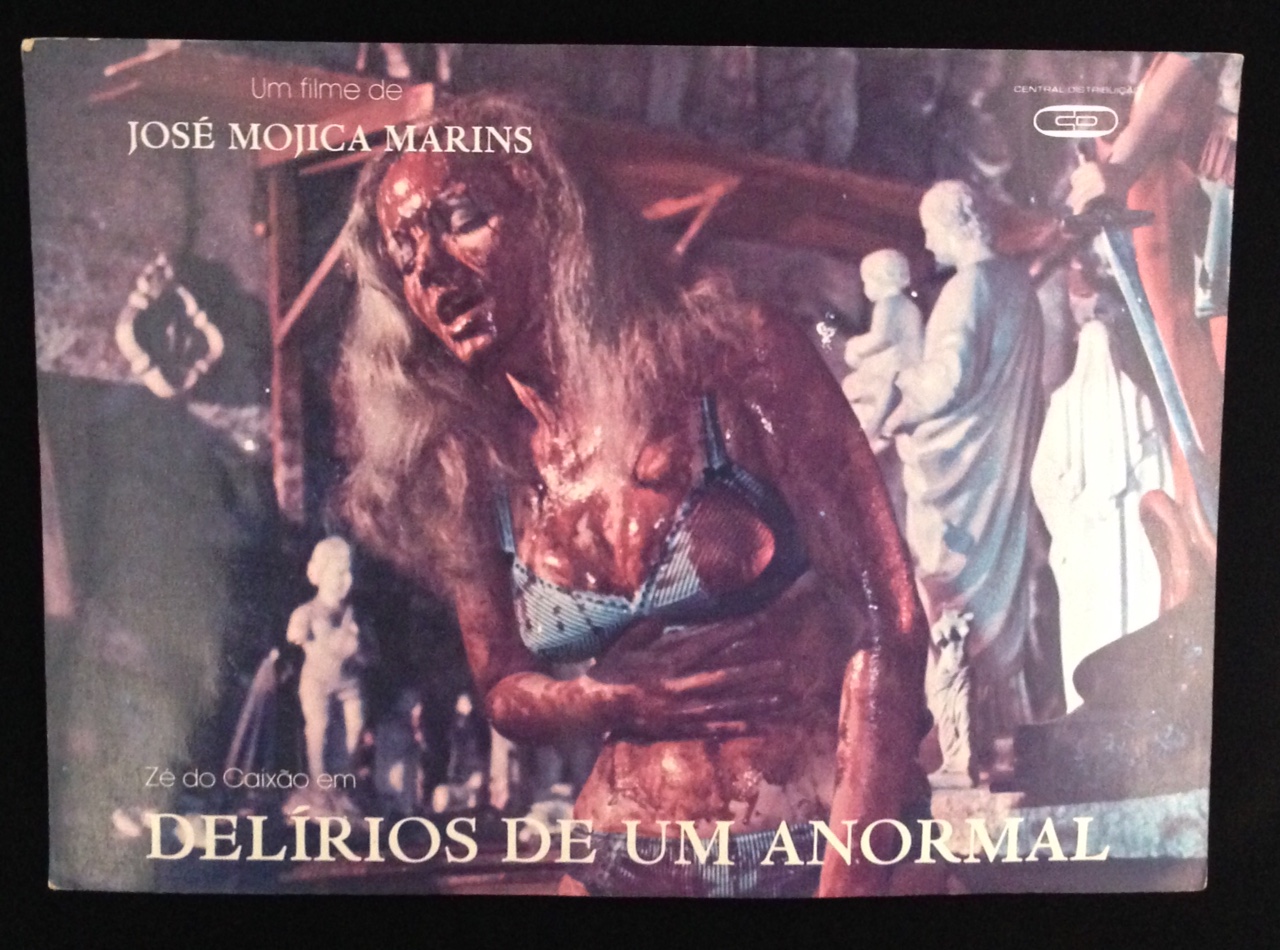 Um filme de
JOSÉ MOJICA MARINS
CENTRAL DISTRIBUIÇÃO
CD
Zé do Caixão em
DELÍRIOS DE UM ANORMAL